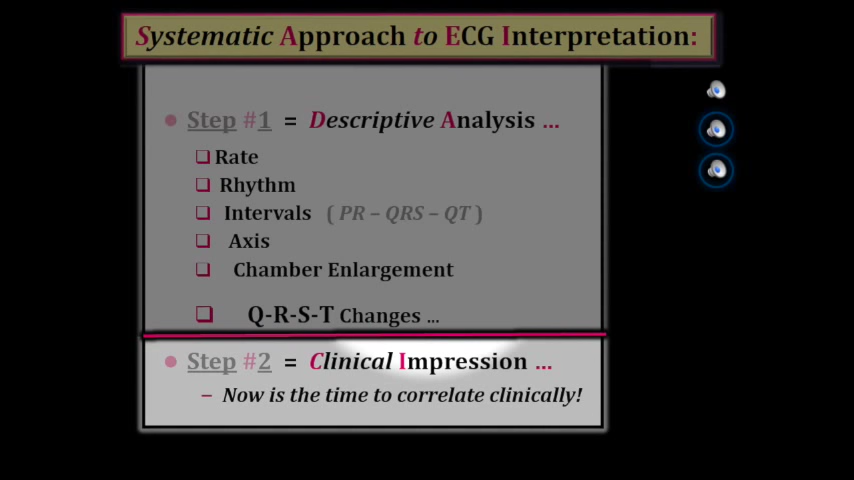 Systematic Approach to ECG Interpretation:
• Step #1 = Descriptive Analysis ...
❑ Rate
❑ Rhythm
❑ Intervals ( PR – QRS – QT )
❑ Axis
❑ Chamber Enlargement
❑ Q-R-S-T Changes ...
• Step #2 = Clinical Impression ...
– Now is the time to correlate clinically!